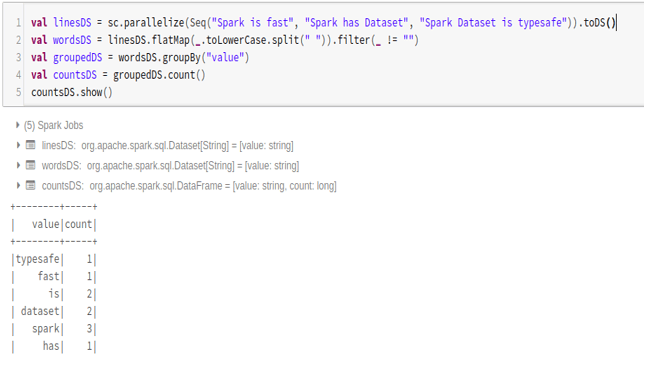 1 val linesDS = sc.parallelize(Seq("Spark is fast", "Spark has Dataset", "Spark Dataset is typesafe")).toDS()
2 val wordsDS = linesDS.flatMap(_.toLowerCase.split(" ")).filter(_ != "")
3 val groupedDS = wordsDS.groupBy("value")
4 val countsDS = groupedDS.count()
5 countsDS.show()
(5) Spark Jobs
linesDS: org.apache.spark.sql.Dataset[String] = [value: string]
wordsDS: org.apache.spark.sql.Dataset[String] = [value: string]
countsDS: org.apache.spark.sql.DataFrame = [value: string, count: long]
+--------+-----+
|   value|count|
+--------+-----+
|typesafe|    1|
|    fast|    1|
|      is|    2|
| dataset|    2|
|   spark|    3|
|     has|    1|